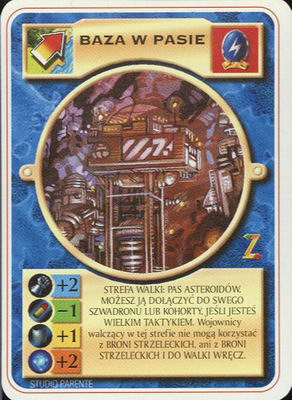 BAZA W PASIE
Z
+2
-1
+1
+2
STREFA WALKI: PAS ASTEROIDÓW.
MOŻESZ JĄ DOŁĄCZYĆ DO SWEGO
SZWADRONU LUB KOHORTY, JEŚLI JESTEŚ
WIELKIM TAKTYKIEM. Wojownicy
walczący w tej strefie nie mogą korzystać
z BRONI STRZELECKICH, ani z BRONI
STRZELECKICH I DO WALKI WRĘCZ.
STUDIO PARENTE